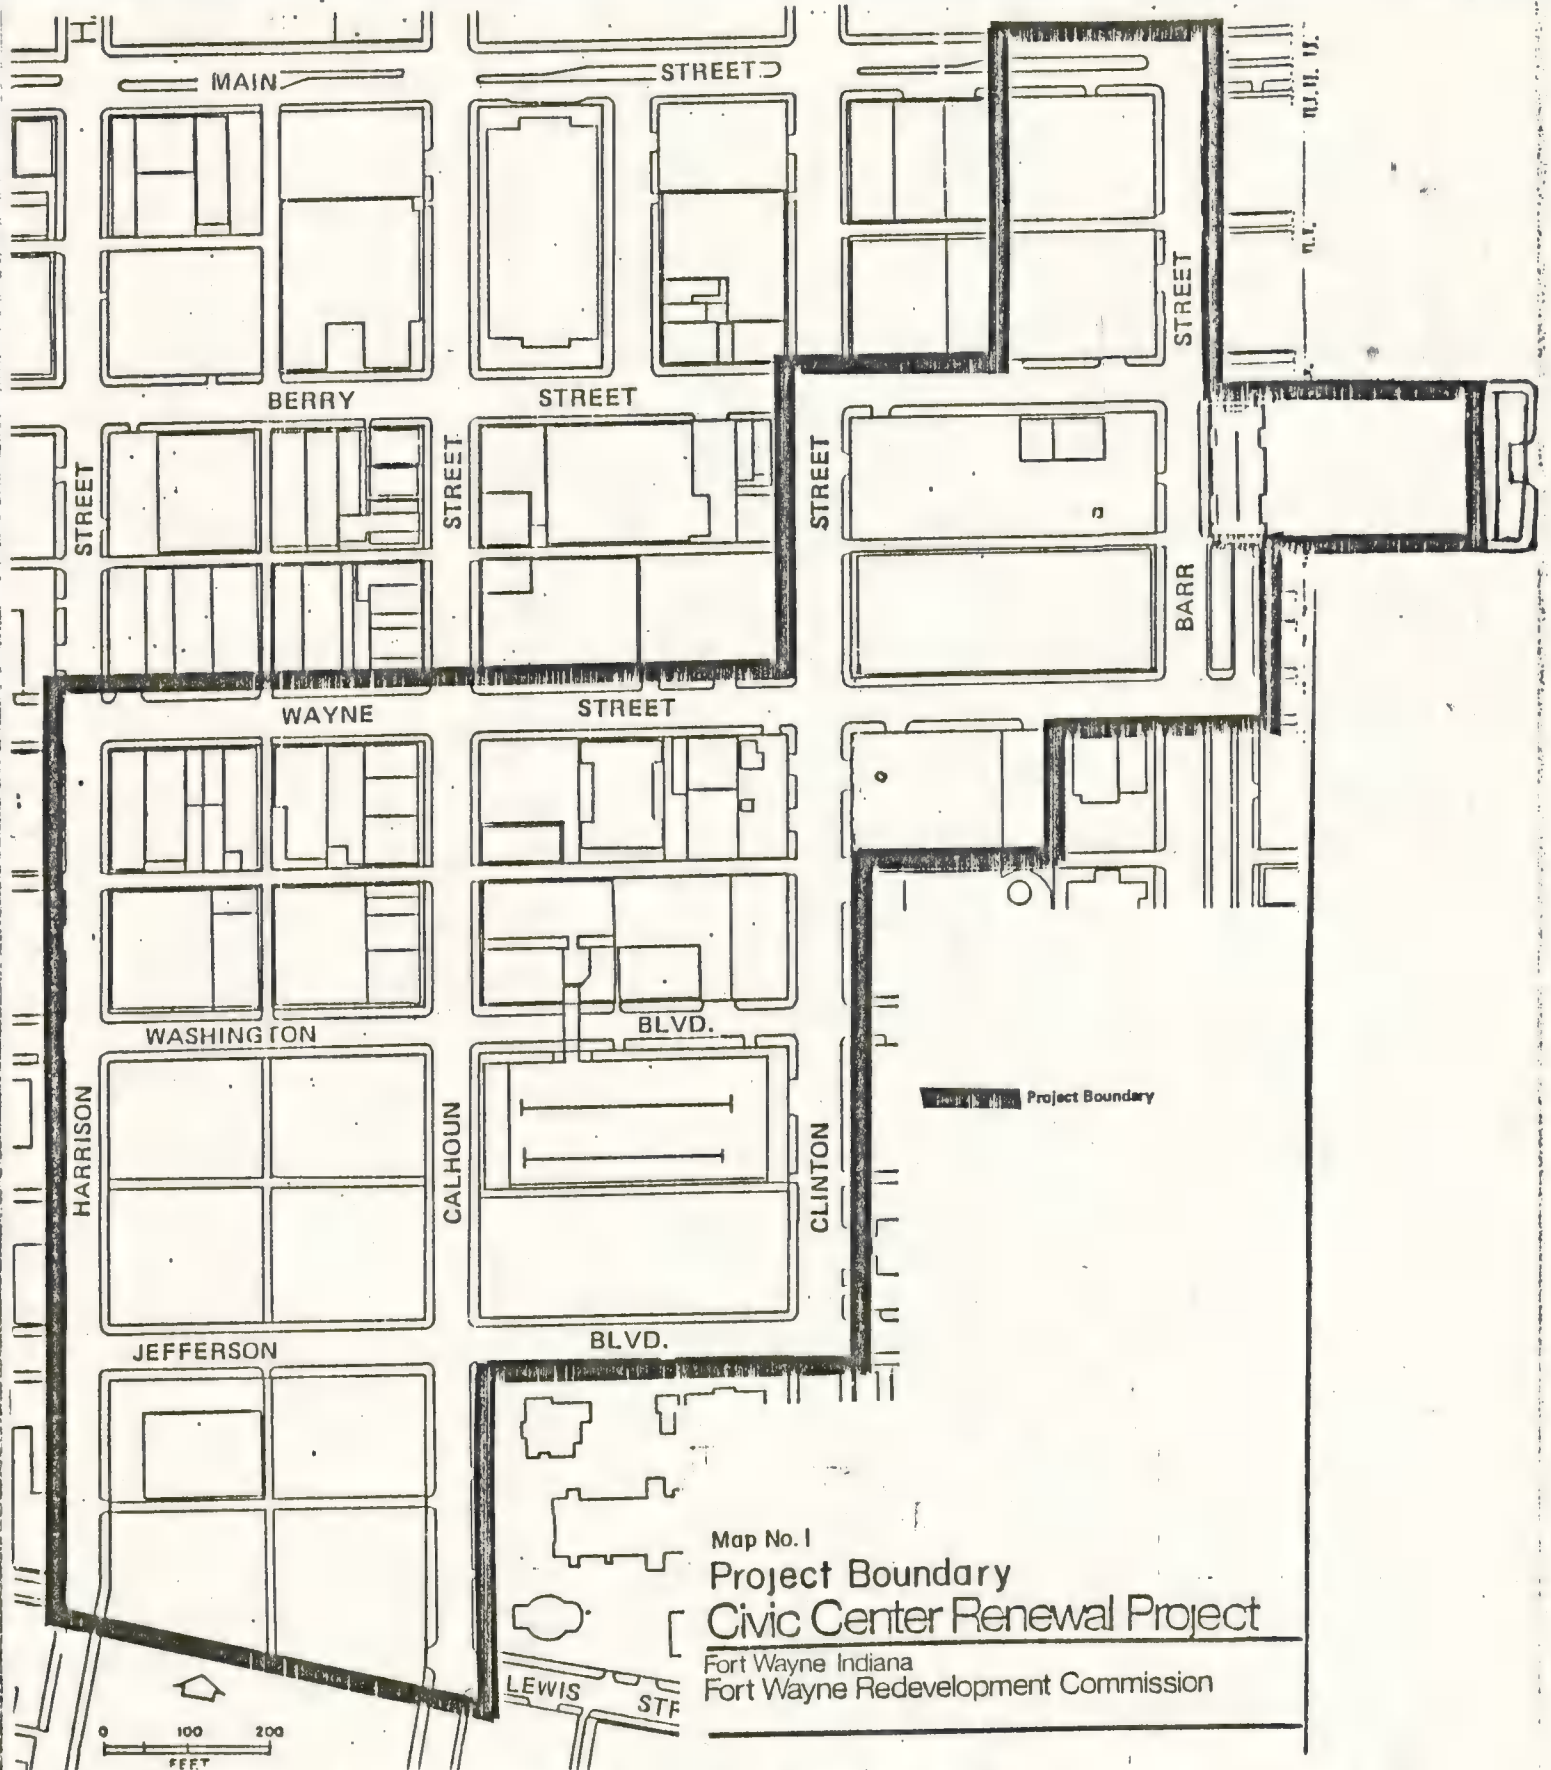 MAIN STREET
BERRY STREET
STREET
STREET
STREET
STREET
BARR
WAYNE STREET
WASHINGTON BLVD.
HARRISON
CALHOUN
CLINTON
Project Boundary
JEFFERSON BLVD.
LEWIS STR
Map No. 1
Project Boundary
Civic Center Renewal Project
Fort Wayne Indiana
Fort Wayne Redevelopment Commission
0 100 200
FEET